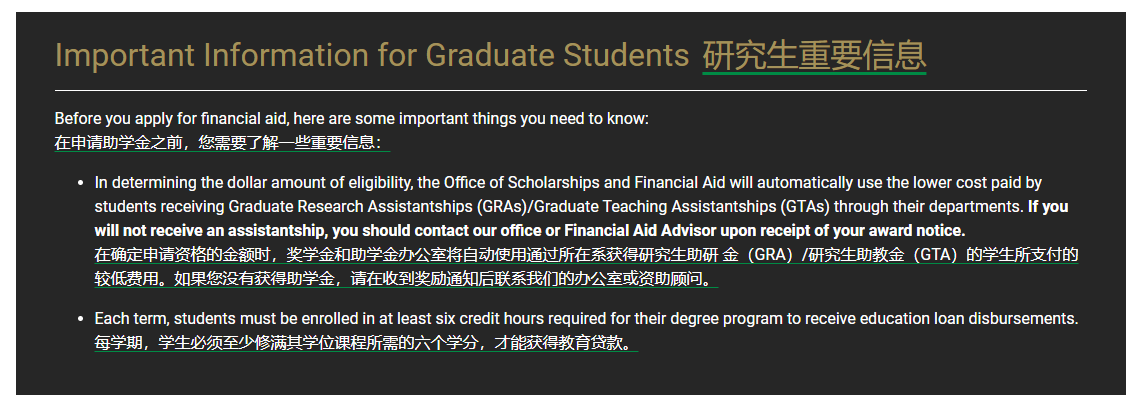 Important Information for Graduate Students 研究生重要信息
Before you apply for financial aid, here are some important things you need to know:
在申请助学金之前，您需要了解一些重要信息：
• In determining the dollar amount of eligibility, the Office of Scholarships and Financial Aid will automatically use the lower cost paid by
students receiving Graduate Research Assistantships (GRAs)/Graduate Teaching Assistantships (GTAs) through their departments. If you
will not receive an assistantship, you should contact our office or Financial Aid Advisor upon receipt of your award notice.
在确定申请资格的金额时，奖学金和助学金办公室将自动使用通过所在系获得研究生助研 金（GRA）/研究生助教金（GTA）的学生所支付的
较低费用。如果您没有获得助学金，请在收到奖励通知后联系我们的办公室或资助顾问。
• Each term, students must be enrolled in at least six credit hours required for their degree program to receive education loan disbursements.
每学期，学生必须至少修满其学位课程所需的六个学分，才能获得教育贷款。